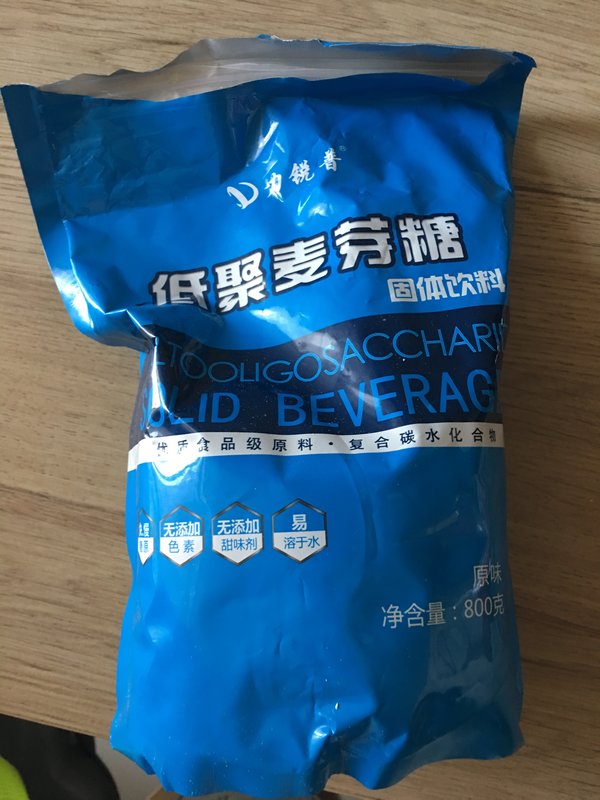 锐普®
低聚麦芽糖
固体饮料
TOOLIGOSACCHARI
LID BEVERAG
优质食品级原料·复合碳水化合物
无添加 色素
无添加 甜味剂
易 溶于水
原味
净含量：800克